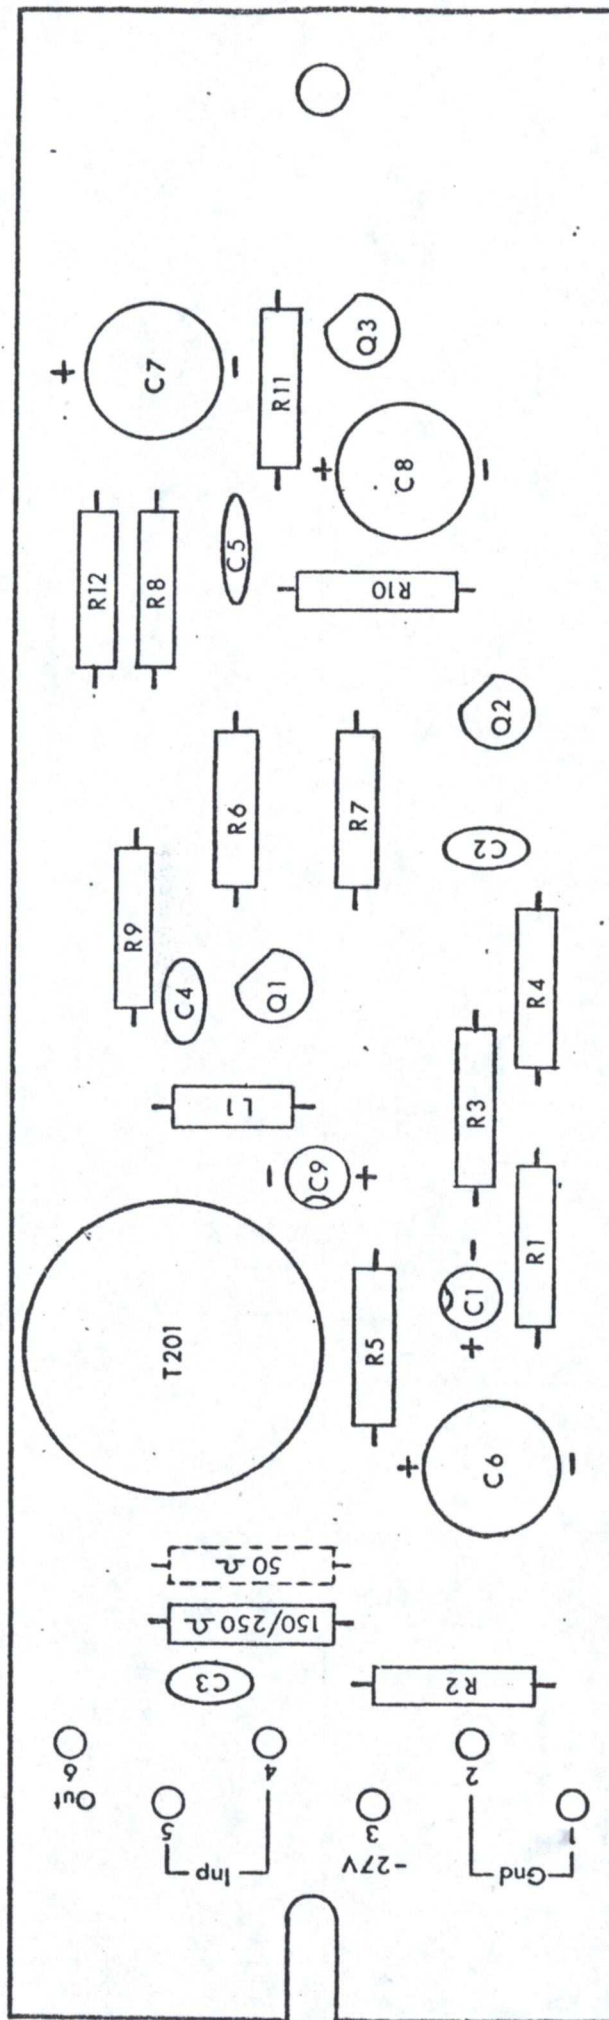 C7
+
-
R11
Q3
+
C8
-
R12
R8
C5
R10
Q2
R6
R7
C2
R9
C4
Q1
R4
R3
L1
-
C9
+
R1
-
C1
+
T201
R5
+
C6
-
50 Ω
150/250 Ω
C3
R2
6
Out
5
4
Inp
3
-27V
2
1
Gnd